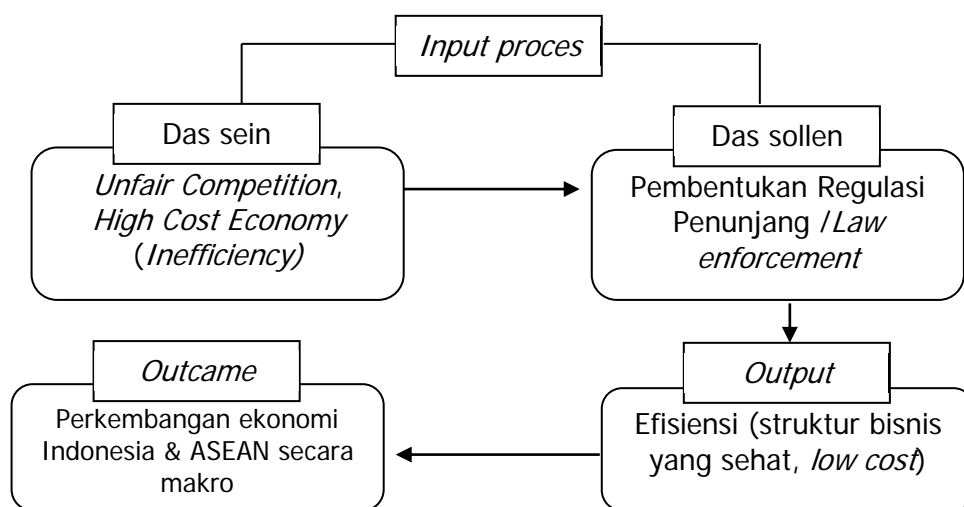 Input proces
Das sein
Unfair Competition,
High Cost Economy
(Inefficiency)
Das sollen
Pembentukan Regulasi
Penunjang /Law
enforcement
Outcame
Perkembangan ekonomi
Indonesia & ASEAN secara
makro
Output
Efisiensi (struktur bisnis
yang sehat, low cost)